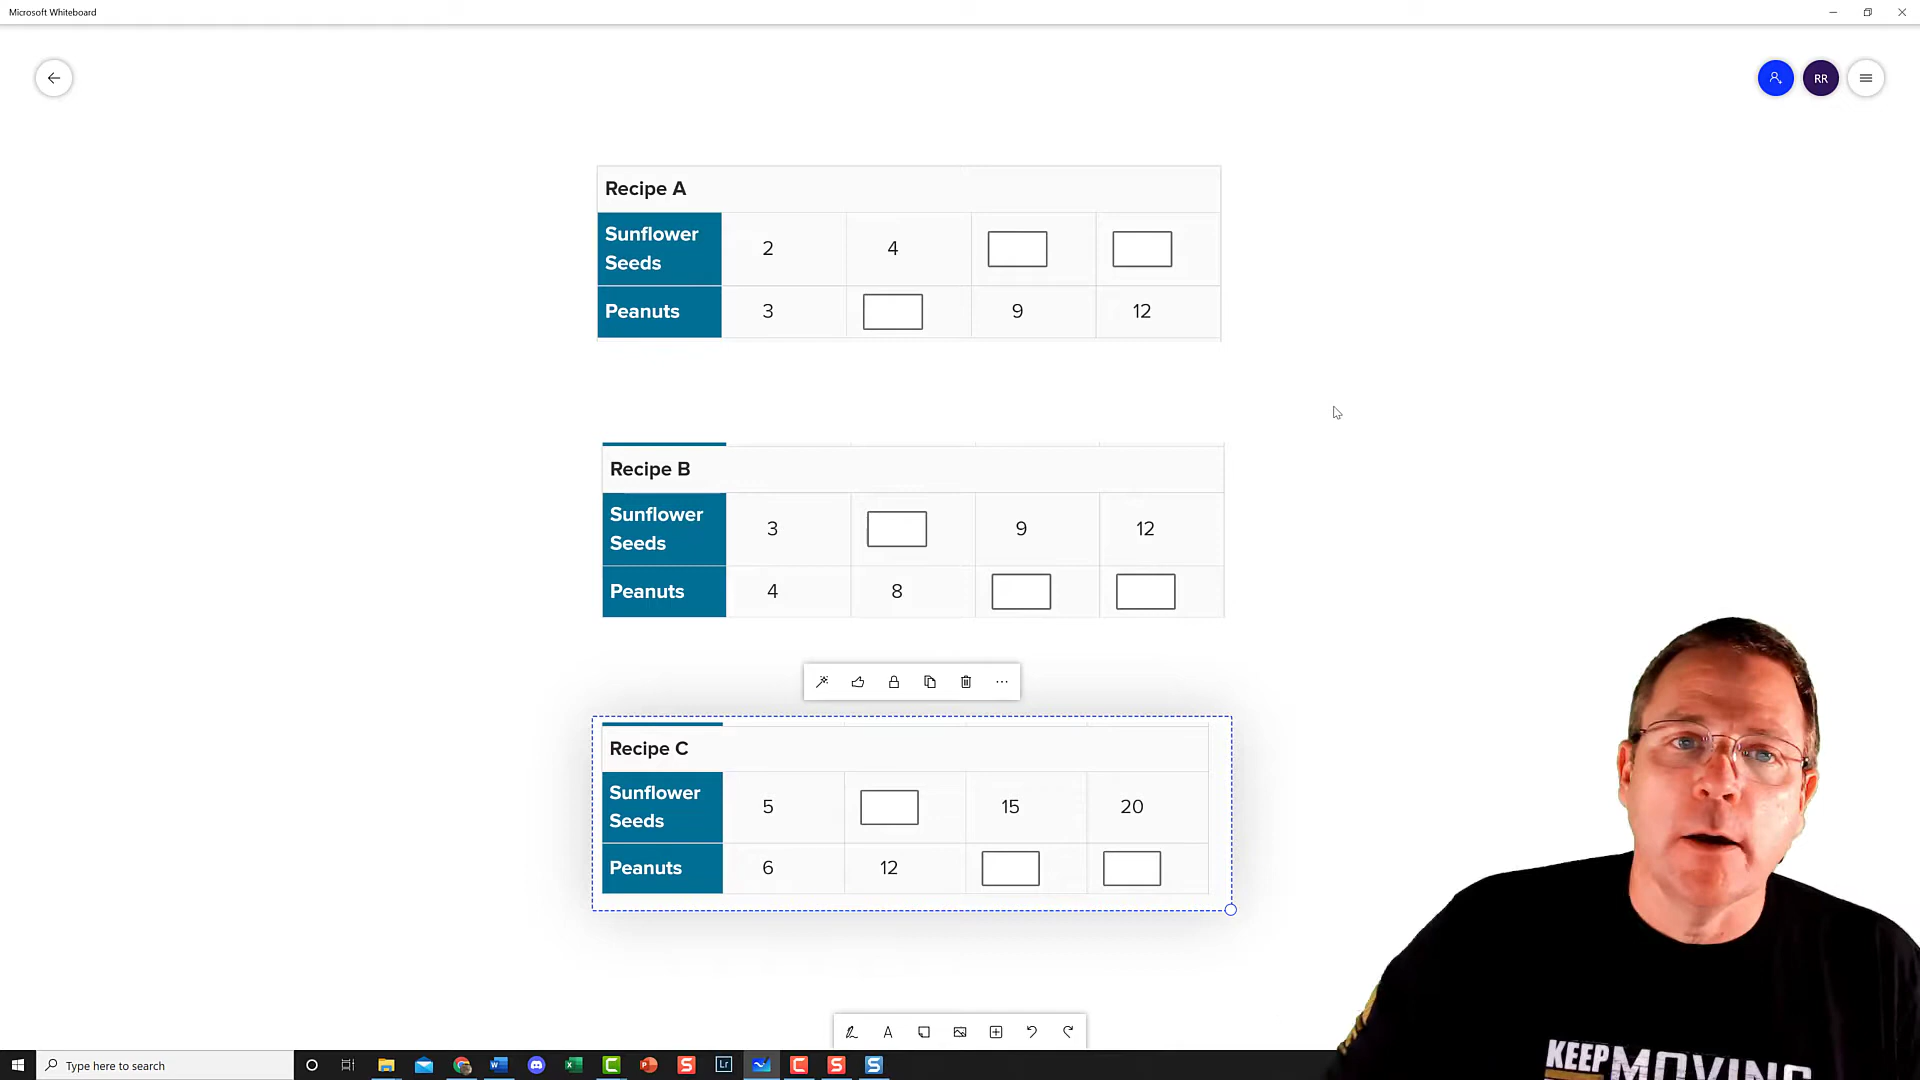 Microsoft Whiteboard
RR
Recipe A
Sunflower Seeds 2 4
Peanuts 3 9 12
Recipe B
Sunflower Seeds 3 9 12
Peanuts 4 8
Recipe C
Sunflower Seeds 5 15 20
Peanuts 6 12
A
Type here to search
KEEP MOVING